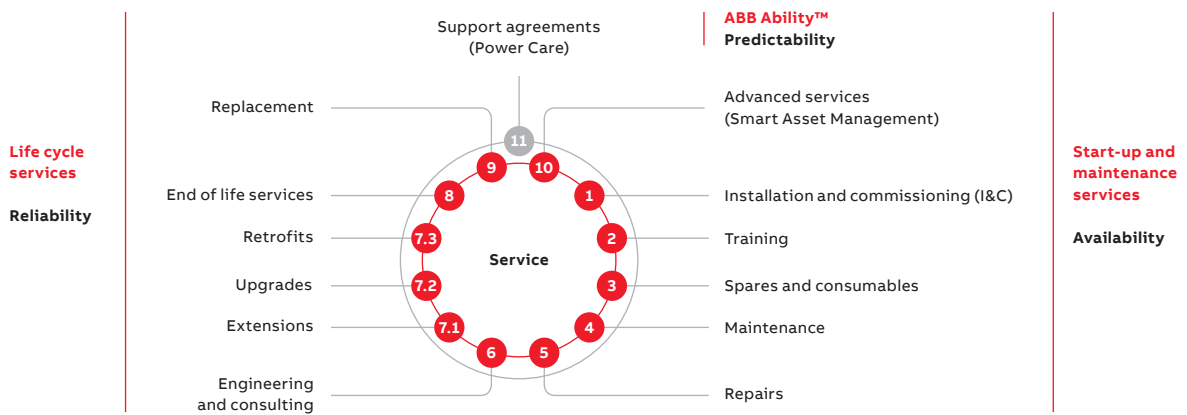 Support agreements
(Power Care)
ABB Ability™
Predictability
Replacement
Advanced services
(Smart Asset Management)
11
9
10
Life cycle
services
Reliability
Start-up and
maintenance
services
Availability
End of life services
8
1
Installation and commissioning (I&C)
Retrofits
7.3
2
Training
Service
Upgrades
7.2
3
Spares and consumables
Extensions
7.1
4
Maintenance
6
5
Engineering
and consulting
Repairs